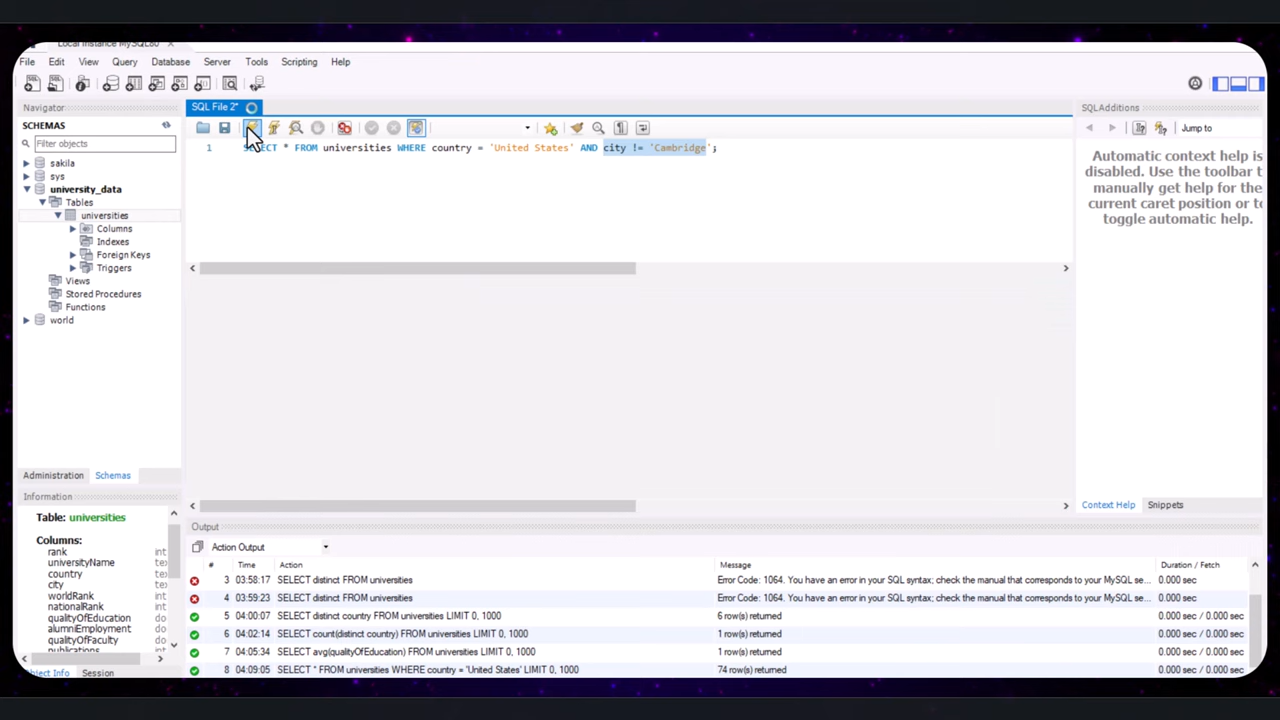 Local instance MySQL80
File Edit View Query Database Server Tools Scripting Help
Navigator
SCHEMAS
Filter objects
sakila
sys
university_data
Tables
universities
Columns
Indexes
Foreign Keys
Triggers
Views
Stored Procedures
Functions
world
Administration Schemas
Information
Table: universities
Columns:
rank int
universityName te
country te
city te
worldRank int
nationalRank int
qualityOfEducation do
alumniEmployment do
qualityOfFaculty do
publications
Object Info Session
SQL File 2*
1 SELECT * FROM universities WHERE country = 'United States' AND city != 'Cambridge';
SQLAdditions
Jump to
Automatic context help is
disabled. Use the toolbar t
manually get help for the
current caret position or to
toggle automatic help.
Context Help Snippets
Output
Action Output
# Time Action Message Duration / Fetch
3 03:58:17 SELECT distinct FROM universities Error Code: 1064. You have an error in your SQL syntax; check the manual that corresponds to your MySQL se... 0.000 sec
4 03:59:23 SELECT distinct FROM universities Error Code: 1064. You have an error in your SQL syntax; check the manual that corresponds to your MySQL se... 0.000 sec
5 04:00:07 SELECT distinct country FROM universities LIMIT 0, 1000 6 row(s) returned 0.000 sec / 0.000 sec
6 04:02:14 SELECT count(distinct country) FROM universities LIMIT 0, 1000 1 row(s) returned 0.000 sec / 0.000 sec
7 04:05:34 SELECT avg(qualityOfEducation) FROM universities LIMIT 0, 1000 1 row(s) returned 0.000 sec / 0.000 sec
8 04:09:05 SELECT * FROM universities WHERE country = 'United States' LIMIT 0, 1000 74 row(s) returned 0.000 sec / 0.000 sec